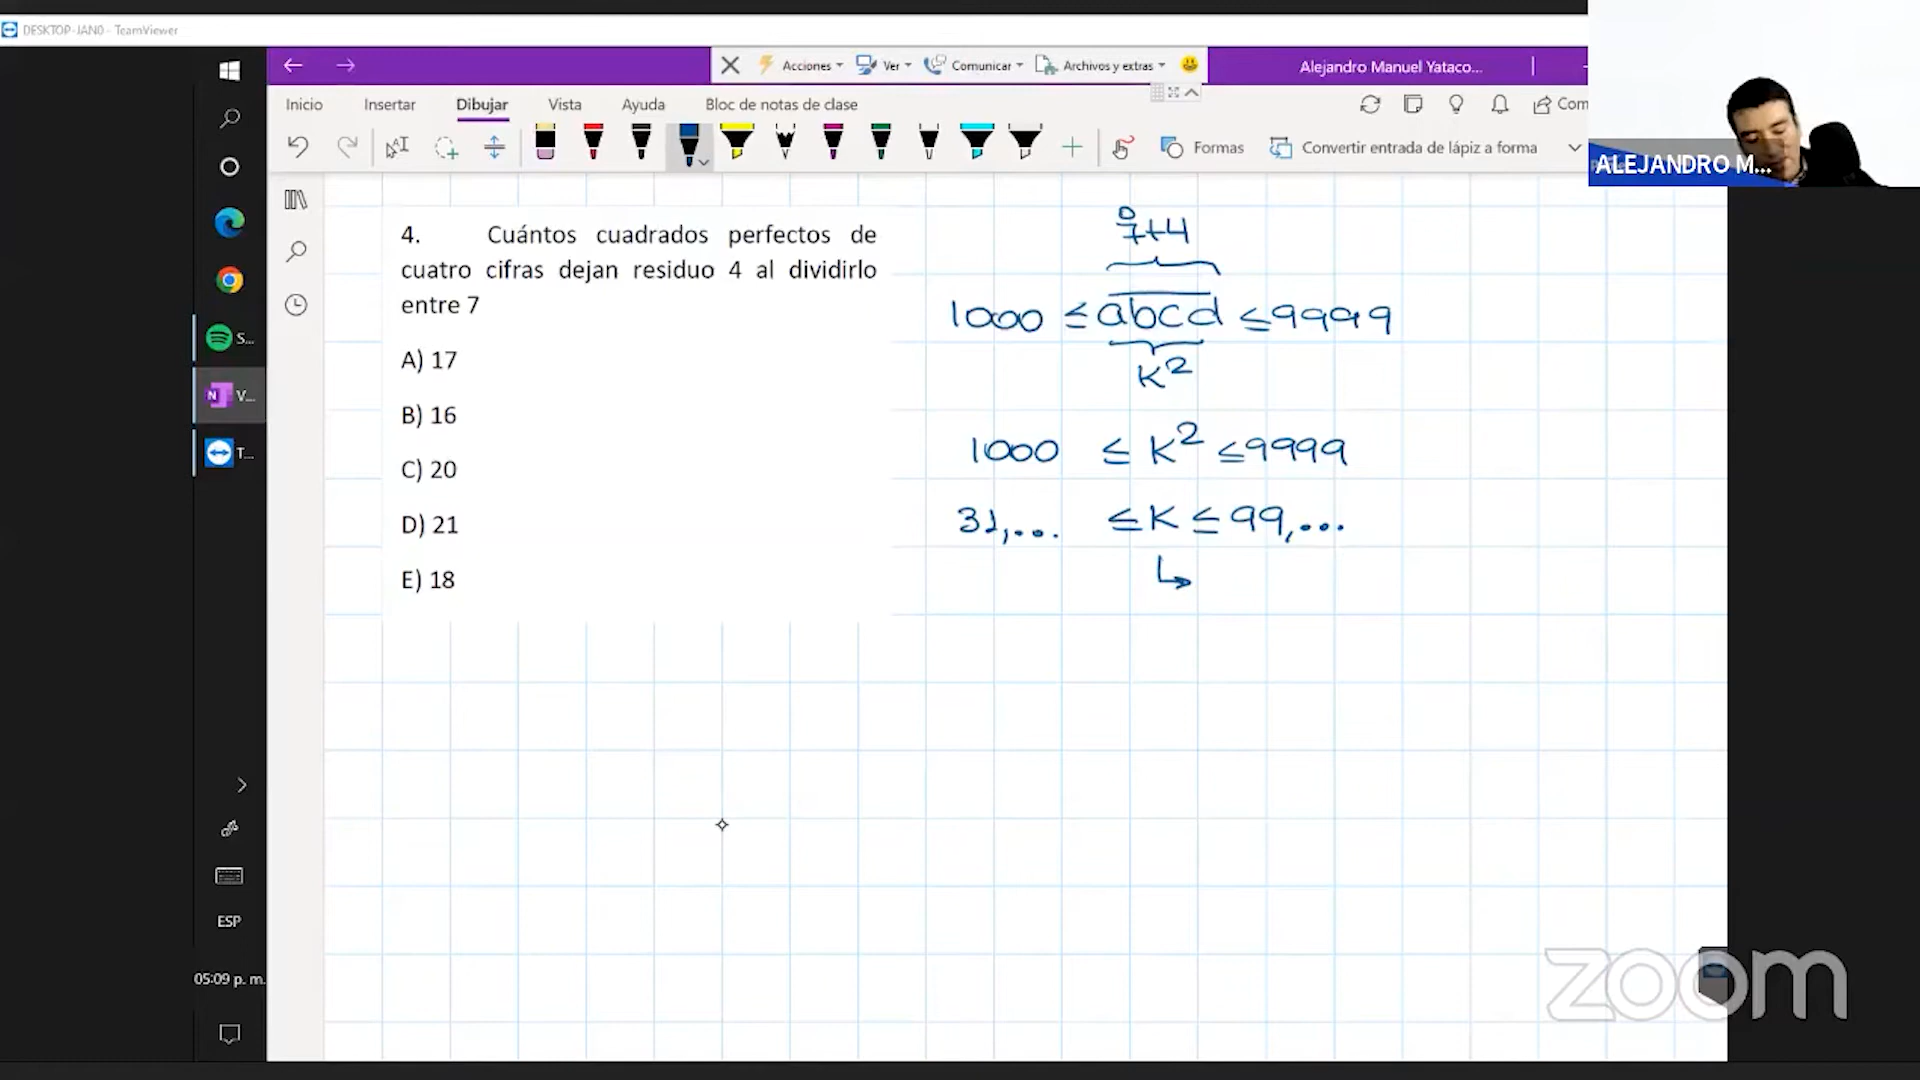 DESKTOP-JAN0 - TeamViewer
Acciones
Ver
Comunicar
Archivos y extras
Alejandro Manuel Yataco...
Inicio
Insertar
Dibujar
Vista
Ayuda
Bloc de notas de clase
Com
Formas
Convertir entrada de lápiz a forma
ALEJANDRO M...
S...
V...
T...
4. Cuántos cuadrados perfectos de
cuatro cifras dejan residuo 4 al dividirlo
entre 7
A) 17
B) 16
C) 20
D) 21
E) 18
o
7+4
1000 ≤ abcd ≤ 9999
K²
1000 ≤ K² ≤ 9999
31,... ≤ K ≤ 99,...
ESP
05:09 p. m.
zoom